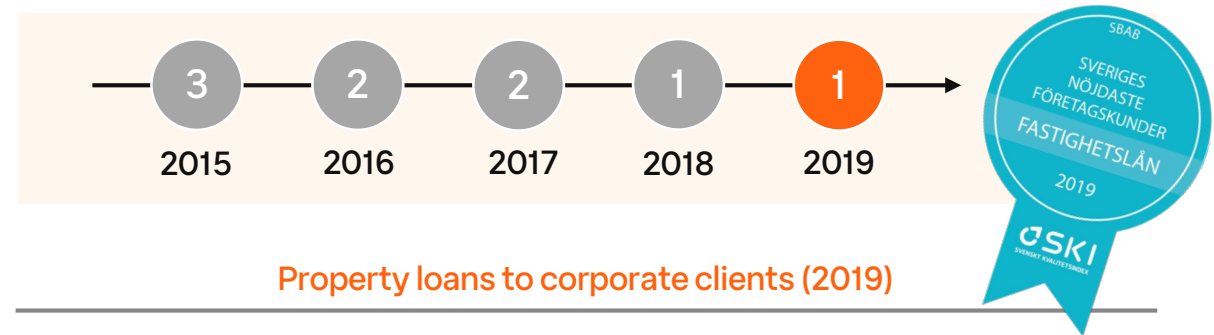 3 2 2 1 1
2015 2016 2017 2018 2019
SBAB
SVERIGES
NÖJDASTE
FÖRETAGSKUNDER
FASTIGHETSLÅN
2019
SKI
SVENSKT KVALITETSINDEX
Property loans to corporate clients (2019)